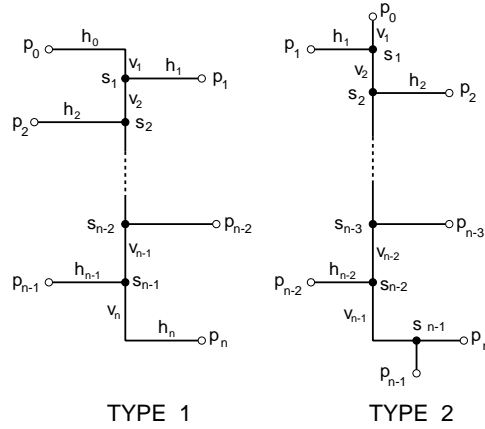 p0 h0 v1 s1 h1 p1
v2
p2 h2 s2
sn-2 pn-2
vn-1
pn-1 hn-1 sn-1
vn hn pn
TYPE 1
p0
v1
p1 h1 s1
v2
s2 h2 p2
sn-3 pn-3
vn-2
pn-2 hn-2 sn-2
vn-1
s n-1 pn
pn-1
TYPE 2